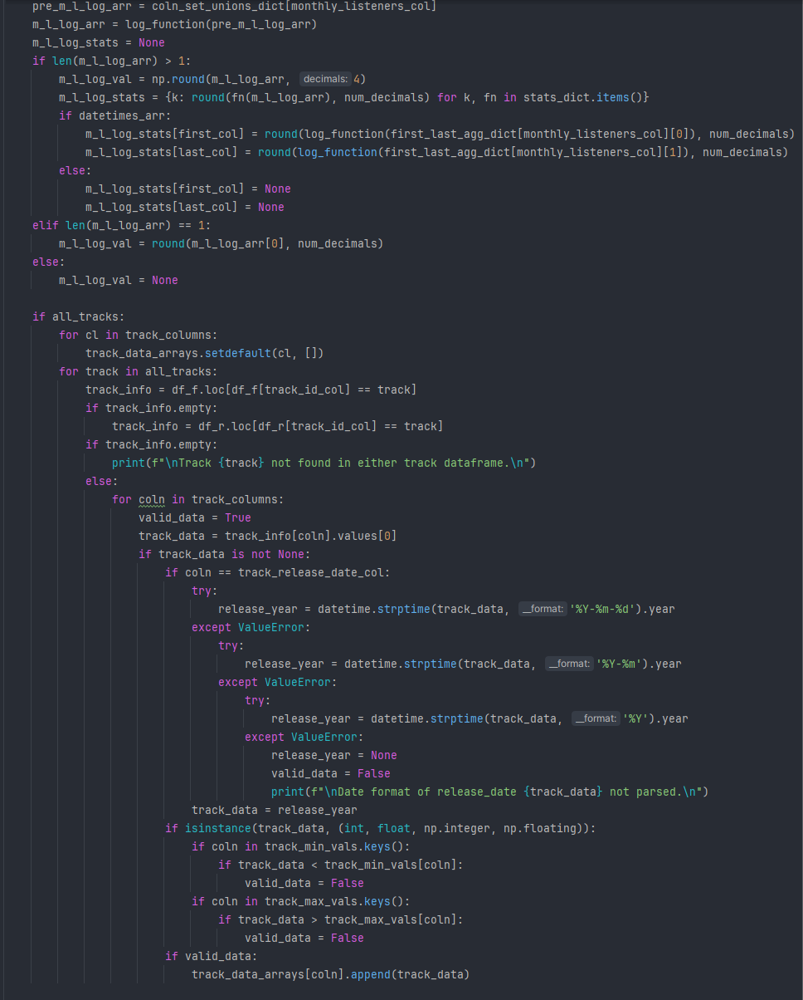 pre_m_l_log_arr = coln_set_unions_dict[monthly_listeners_col]
m_l_log_arr = log_function(pre_m_l_log_arr)
m_l_log_stats = None
if len(m_l_log_arr) > 1:
    m_l_log_val = np.round(m_l_log_arr, decimals: 4)
    m_l_log_stats = {k: round(fn(m_l_log_arr), num_decimals) for k, fn in stats_dict.items()}
    if datetimes_arr:
        m_l_log_stats[first_col] = round(log_function(first_last_agg_dict[monthly_listeners_col][0]), num_decimals)
        m_l_log_stats[last_col] = round(log_function(first_last_agg_dict[monthly_listeners_col][1]), num_decimals)
    else:
        m_l_log_stats[first_col] = None
        m_l_log_stats[last_col] = None
elif len(m_l_log_arr) == 1:
    m_l_log_val = round(m_l_log_arr[0], num_decimals)
else:
    m_l_log_val = None

if all_tracks:
    for cl in track_columns:
        track_data_arrays.setdefault(cl, [])
    for track in all_tracks:
        track_info = df_f.loc[df_f[track_id_col] == track]
        if track_info.empty:
            track_info = df_r.loc[df_r[track_id_col] == track]
        if track_info.empty:
            print(f"\nTrack {track} not found in either track dataframe.\n")
        else:
            for coln in track_columns:
                valid_data = True
                track_data = track_info[coln].values[0]
                if track_data is not None:
                    if coln == track_release_date_col:
                        try:
                            release_year = datetime.strptime(track_data, __format: '%Y-%m-%d').year
                        except ValueError:
                            try:
                                release_year = datetime.strptime(track_data, __format: '%Y-%m').year
                            except ValueError:
                                try:
                                    release_year = datetime.strptime(track_data, __format: '%Y').year
                                except ValueError:
                                    release_year = None
                                    valid_data = False
                                    print(f"\nDate format of release_date {track_data} not parsed.\n")
                        track_data = release_year
                    if isinstance(track_data, (int, float, np.integer, np.floating)):
                        if coln in track_min_vals.keys():
                            if track_data < track_min_vals[coln]:
                                valid_data = False
                        if coln in track_max_vals.keys():
                            if track_data > track_max_vals[coln]:
                                valid_data = False
                    if valid_data:
                        track_data_arrays[coln].append(track_data)